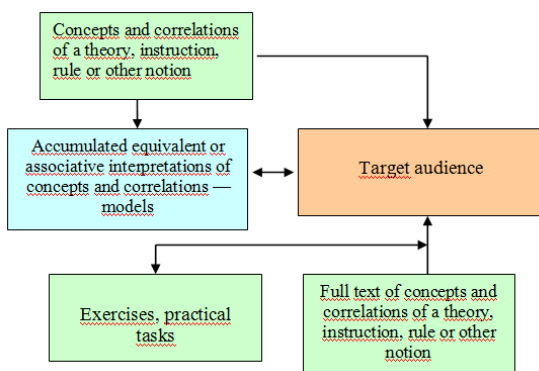 Concepts and correlations
of a theory, instruction,
rule or other notion
Accumulated equivalent or
associative interpretations of
concepts and correlations —
models
Target audience
Exercises, practical
tasks
Full text of concepts and
correlations of a theory,
instruction, rule or other
notion